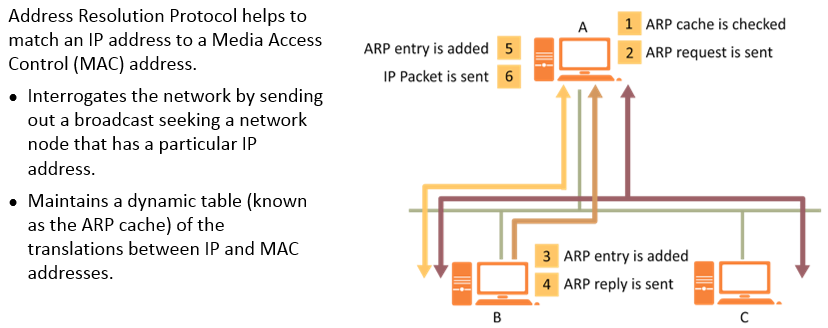 Address Resolution Protocol helps to
match an IP address to a Media Access
Control (MAC) address.
● Interrogates the network by sending
out a broadcast seeking a network
node that has a particular IP
address.
● Maintains a dynamic table (known
as the ARP cache) of the
translations between IP and MAC
addresses.
A
1 ARP cache is checked
2 ARP request is sent
ARP entry is added 5
IP Packet is sent 6
3 ARP entry is added
4 ARP reply is sent
B
C